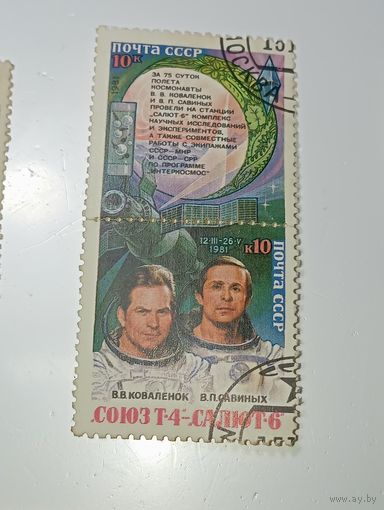 ПОЧТА СССР
10к
1981
ЗА 75 СУТОК
ПОЛЕТА
КОСМОНАВТЫ
В. В. КОВАЛЕНОК
И В. П. САВИНЫХ
ПРОВЕЛИ НА СТАНЦИИ
"САЛЮТ-6" КОМПЛЕКС
НАУЧНЫХ ИССЛЕДОВАНИЙ
И ЭКСПЕРИМЕНТОВ,
А ТАКЖЕ СОВМЕСТНЫЕ
РАБОТЫ С ЭКИПАЖАМИ
СССР-МНР
И СССР-СРР
ПО ПРОГРАММЕ
"ИНТЕРКОСМОС"
12·III-26·V
1981
к10
ПОЧТА СССР
В.В.КОВАЛЕНОК
В.П.САВИНЫХ
"СОЮЗ Т-4"-"САЛЮТ-6"
www.ay.by